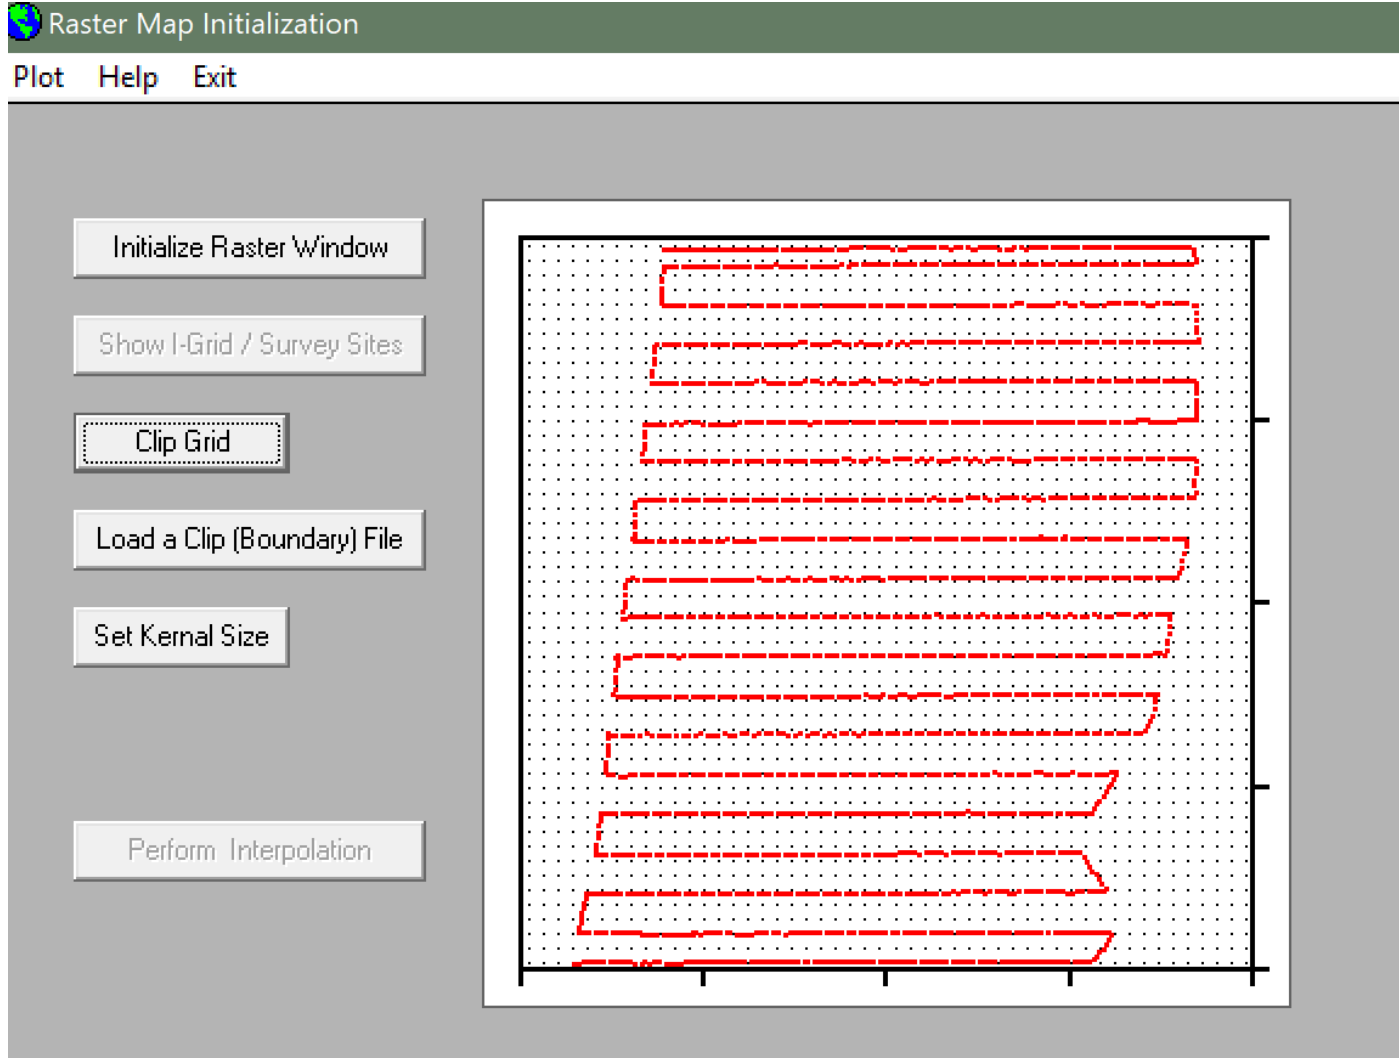 Raster Map Initialization
Plot Help Exit
Initialize Raster Window
Show I-Grid / Survey Sites
Clip Grid
Load a Clip (Boundary) File
Set Kernal Size
Perform Interpolation